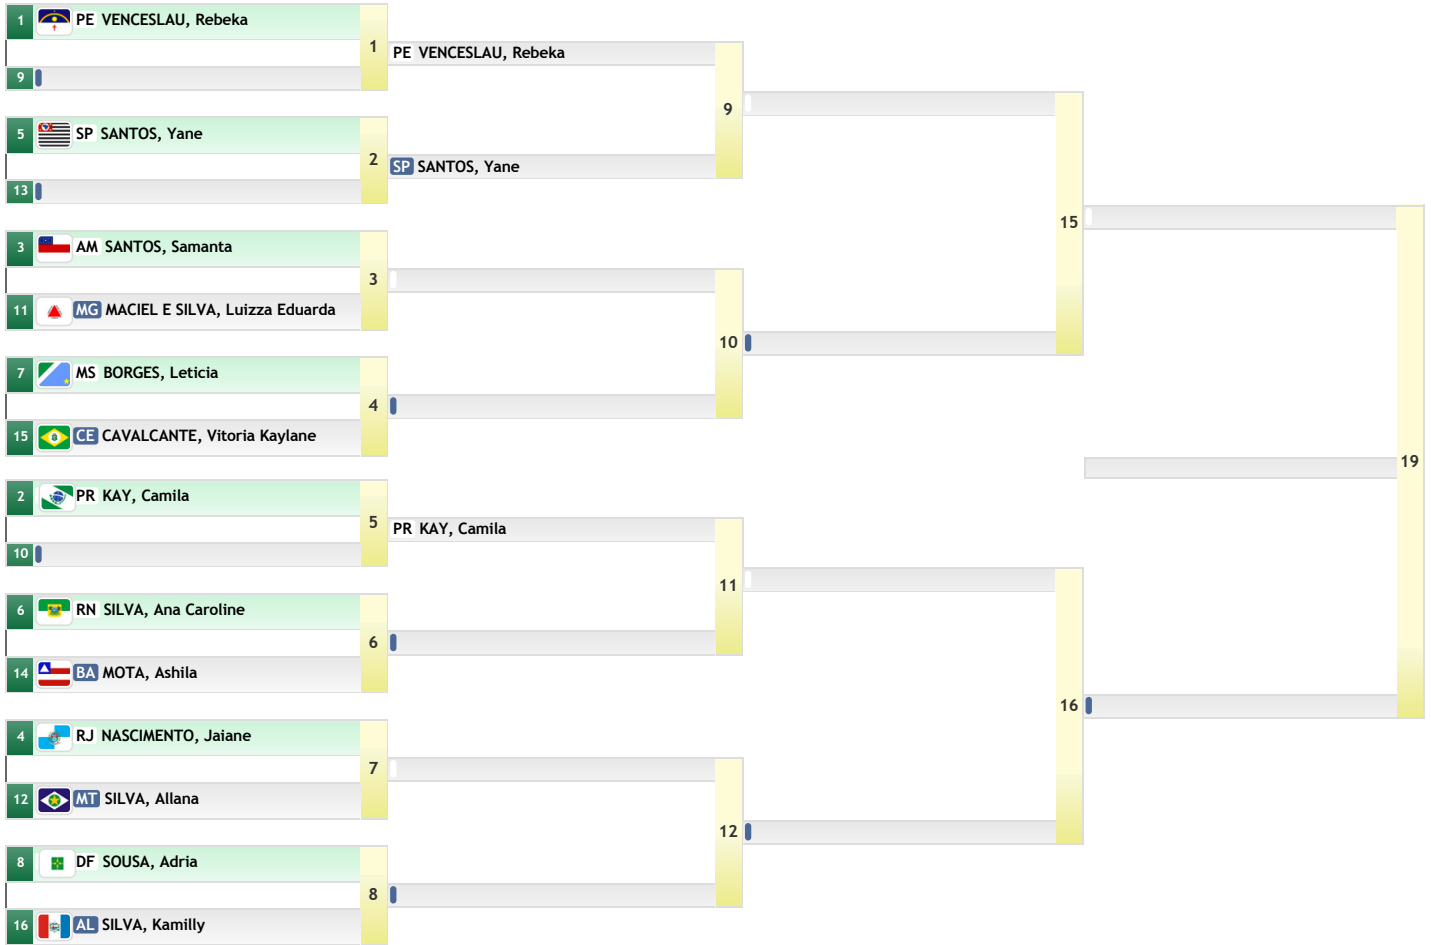 1 PE VENCESLAU, Rebeka
1
9
PE VENCESLAU, Rebeka
9
5 SP SANTOS, Yane
2
13
SP SANTOS, Yane
15
3 AM SANTOS, Samanta
3
11 MG MACIEL E SILVA, Luizza Eduarda
10
7 MS BORGES, Leticia
4
15 CE CAVALCANTE, Vitoria Kaylane
19
2 PR KAY, Camila
5
10
PR KAY, Camila
11
6 RN SILVA, Ana Caroline
6
14 BA MOTA, Ashila
16
4 RJ NASCIMENTO, Jaiane
7
12 MT SILVA, Allana
12
8 DF SOUSA, Adria
8
16 AL SILVA, Kamilly